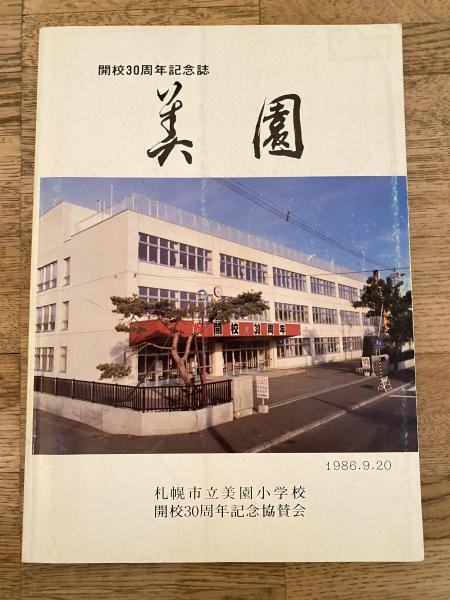 開校30周年記念誌
美園
開校30周年
1986.9.20
札幌市立美園小学校
開校30周年記念協賛会